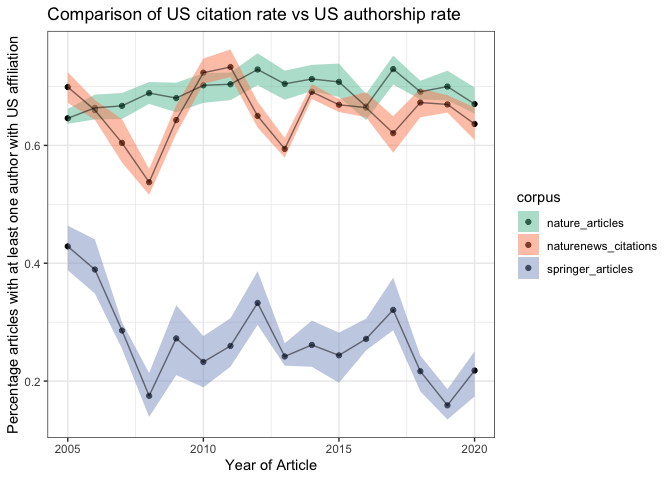 Comparison of US citation rate vs US authorship rate
Percentage articles with at least one author with US affiliation
0.6
0.4
0.2
2005
2010
2015
2020
Year of Article
corpus
nature_articles
naturenews_citations
springer_articles